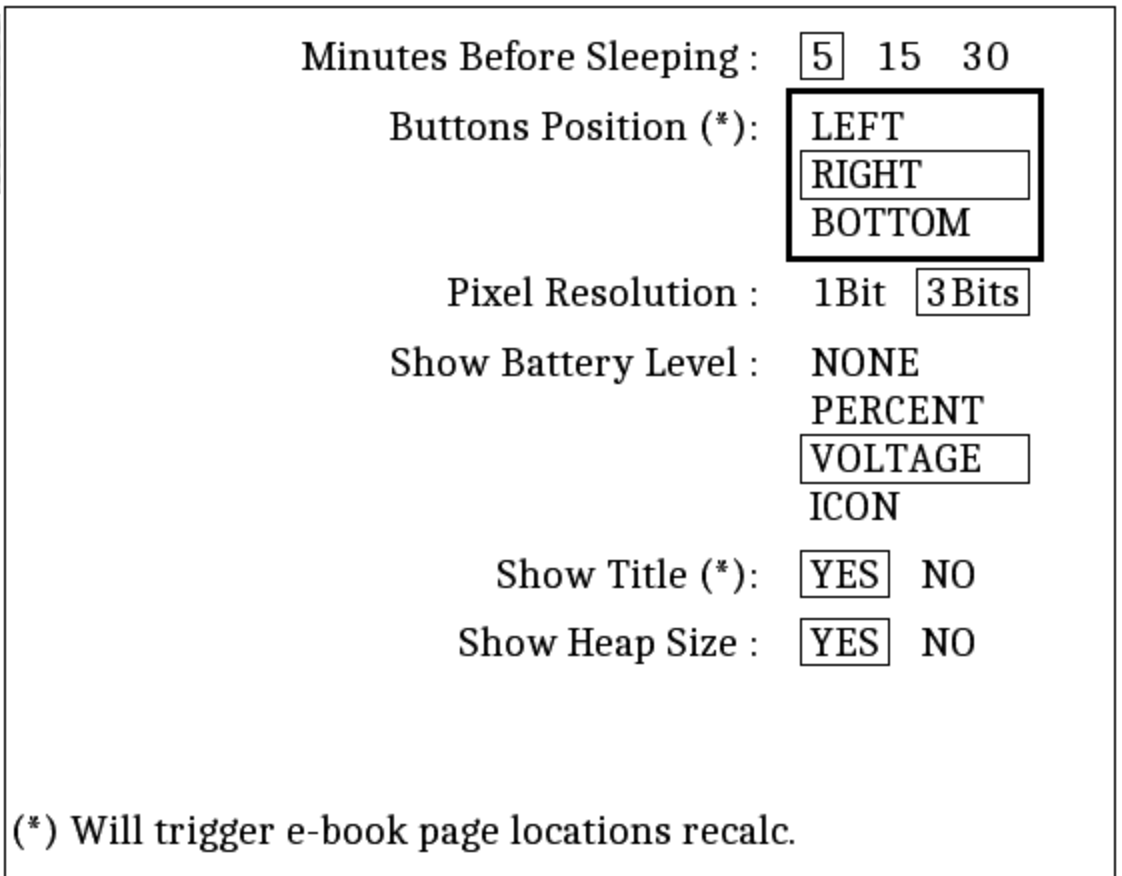 Minutes Before Sleeping : 5 15 30
Buttons Position (*): LEFT
RIGHT
BOTTOM
Pixel Resolution : 1Bit 3Bits
Show Battery Level : NONE
PERCENT
VOLTAGE
ICON
Show Title (*): YES NO
Show Heap Size : YES NO
(*) Will trigger e-book page locations recalc.